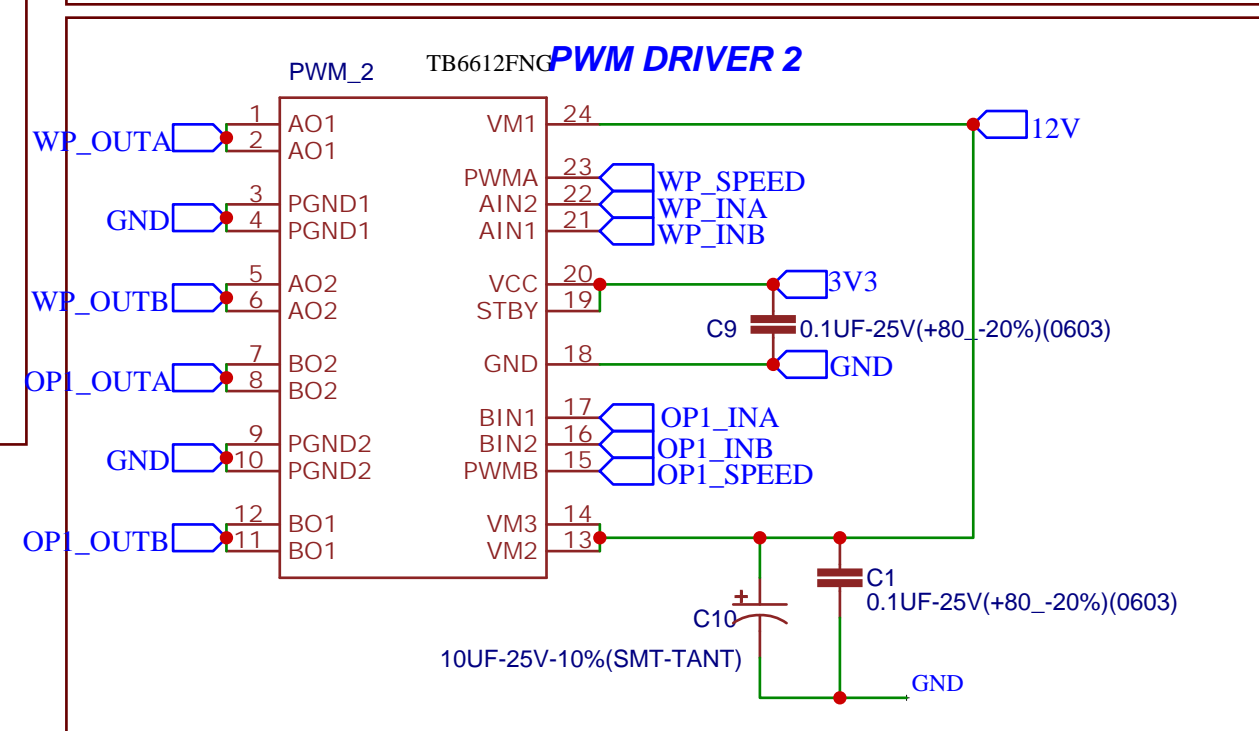 TB6612FNG
PWM DRIVER 2
PWM_2
1
AO1
2
AO1
WP_OUTA
3
PGND1
4
PGND1
GND
5
AO2
6
AO2
WP_OUTB
7
BO2
8
BO2
OP1_OUTA
9
PGND2
10
PGND2
GND
12
BO1
11
BO1
OP1_OUTB
VM1
24
12V
PWMA
23
WP_SPEED
AIN2
22
WP_INA
AIN1
21
WP_INB
VCC
20
3V3
STBY
19
C9
0.1UF-25V(+80_-20%)(0603)
GND
18
GND
BIN1
17
OP1_INA
BIN2
16
OP1_INB
PWMB
15
OP1_SPEED
VM3
14
VM2
13
C1
0.1UF-25V(+80_-20%)(0603)
+
C10
10UF-25V-10%(SMT-TANT)
GND